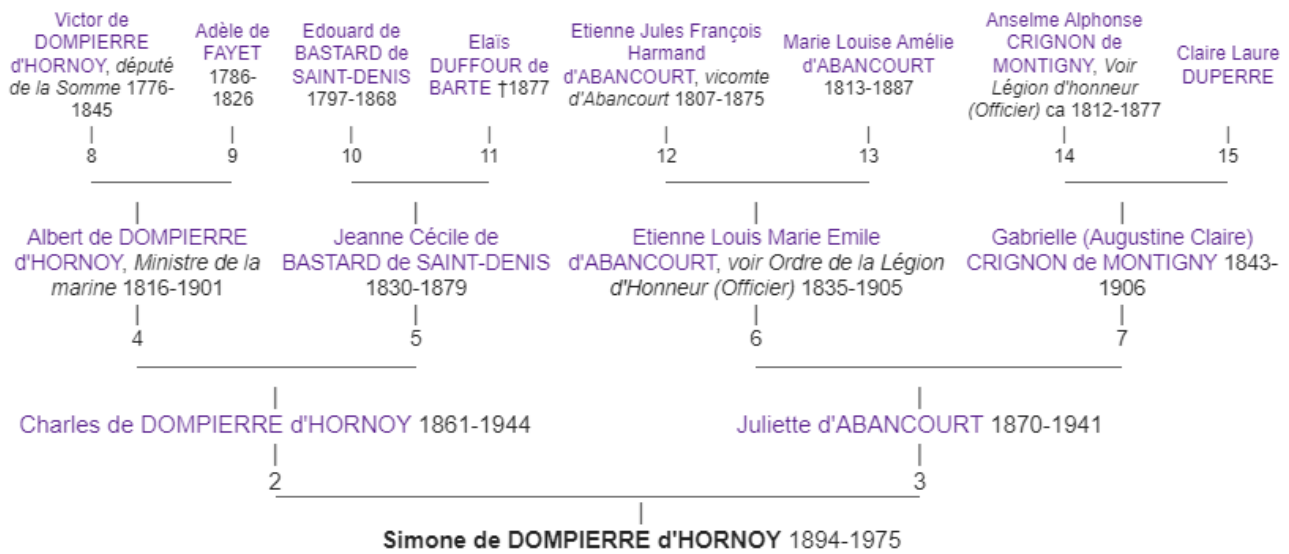 Victor de
DOMPIERRE
d'HORNOY, député
de la Somme 1776-
1845
Adèle de
FAYET
1786-
1826
Edouard de
BASTARD de
SAINT-DENIS
1797-1868
Elaïs
DUFFOUR de
BARTE †1877
Etienne Jules François
Harmand
d'ABANCOURT, vicomte
d'Abancourt 1807-1875
Marie Louise Amélie
d'ABANCOURT
1813-1887
Anselme Alphonse
CRIGNON de
MONTIGNY, Voir
Légion d'honneur
(Officier) ca 1812-1877
Claire Laure
DUPERRE
8
9
10
11
12
13
14
15
Albert de DOMPIERRE
d'HORNOY, Ministre de la
marine 1816-1901
Jeanne Cécile de
BASTARD de SAINT-DENIS
1830-1879
Etienne Louis Marie Emile
d'ABANCOURT, voir Ordre de la Légion
d'Honneur (Officier) 1835-1905
Gabrielle (Augustine Claire)
CRIGNON de MONTIGNY 1843-
1906
4
5
6
7
Charles de DOMPIERRE d'HORNOY 1861-1944
Juliette d'ABANCOURT 1870-1941
2
3
Simone de DOMPIERRE d'HORNOY 1894-1975